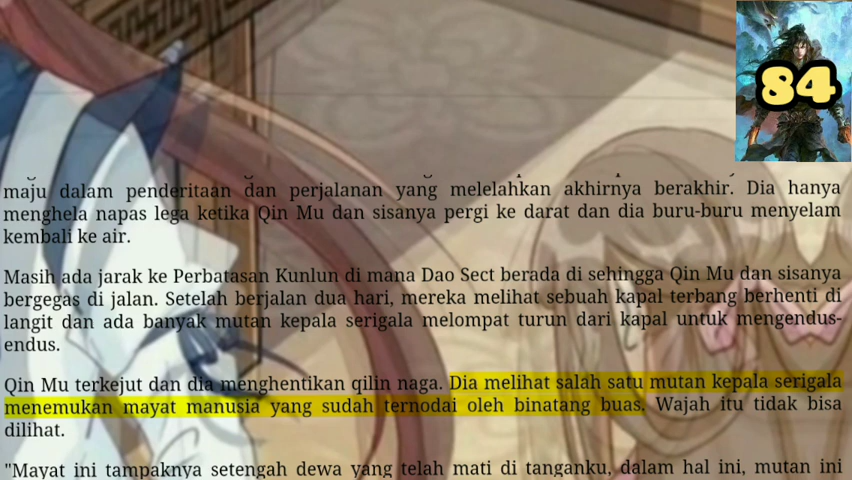 84
maju dalam penderitaan dan perjalanan yang melelahkan akhirnya berakhir. Dia hanya
menghela napas lega ketika Qin Mu dan sisanya pergi ke darat dan dia buru-buru menyelam
kembali ke air.
Masih ada jarak ke Perbatasan Kunlun di mana Dao Sect berada di sehingga Qin Mu dan sisanya
bergegas di jalan. Setelah berjalan dua hari, mereka melihat sebuah kapal terbang berhenti di
langit dan ada banyak mutan kepala serigala melompat turun dari kapal untuk mengendus-
endus.
Qin Mu terkejut dan dia menghentikan qilin naga. Dia melihat salah satu mutan kepala serigala
menemukan mayat manusia yang sudah ternodai oleh binatang buas. Wajah itu tidak bisa
dilihat.
"Mayat ini tampaknya setengah dewa yang telah mati di tanganku, dalam hal ini, mutan ini